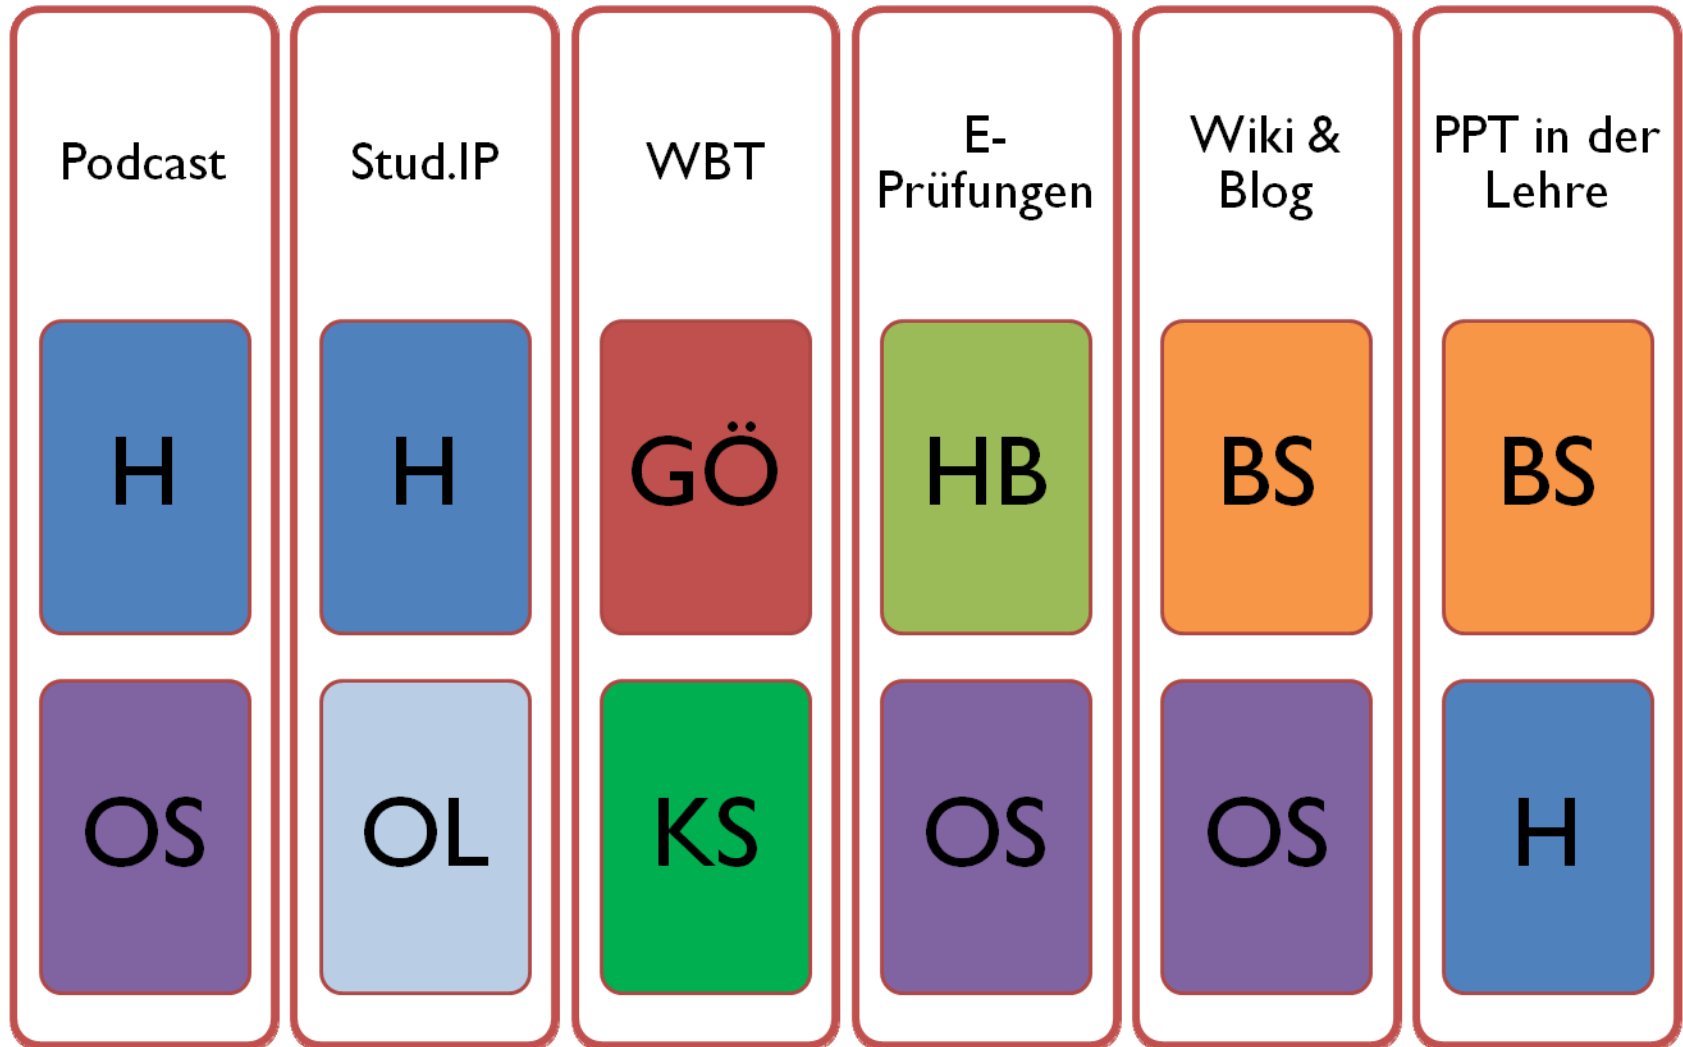 Podcast
Stud.IP
WBT
E-
Prüfungen
Wiki &
Blog
PPT in der
Lehre
H
H
GÖ
HB
BS
BS
OS
OL
KS
OS
OS
H